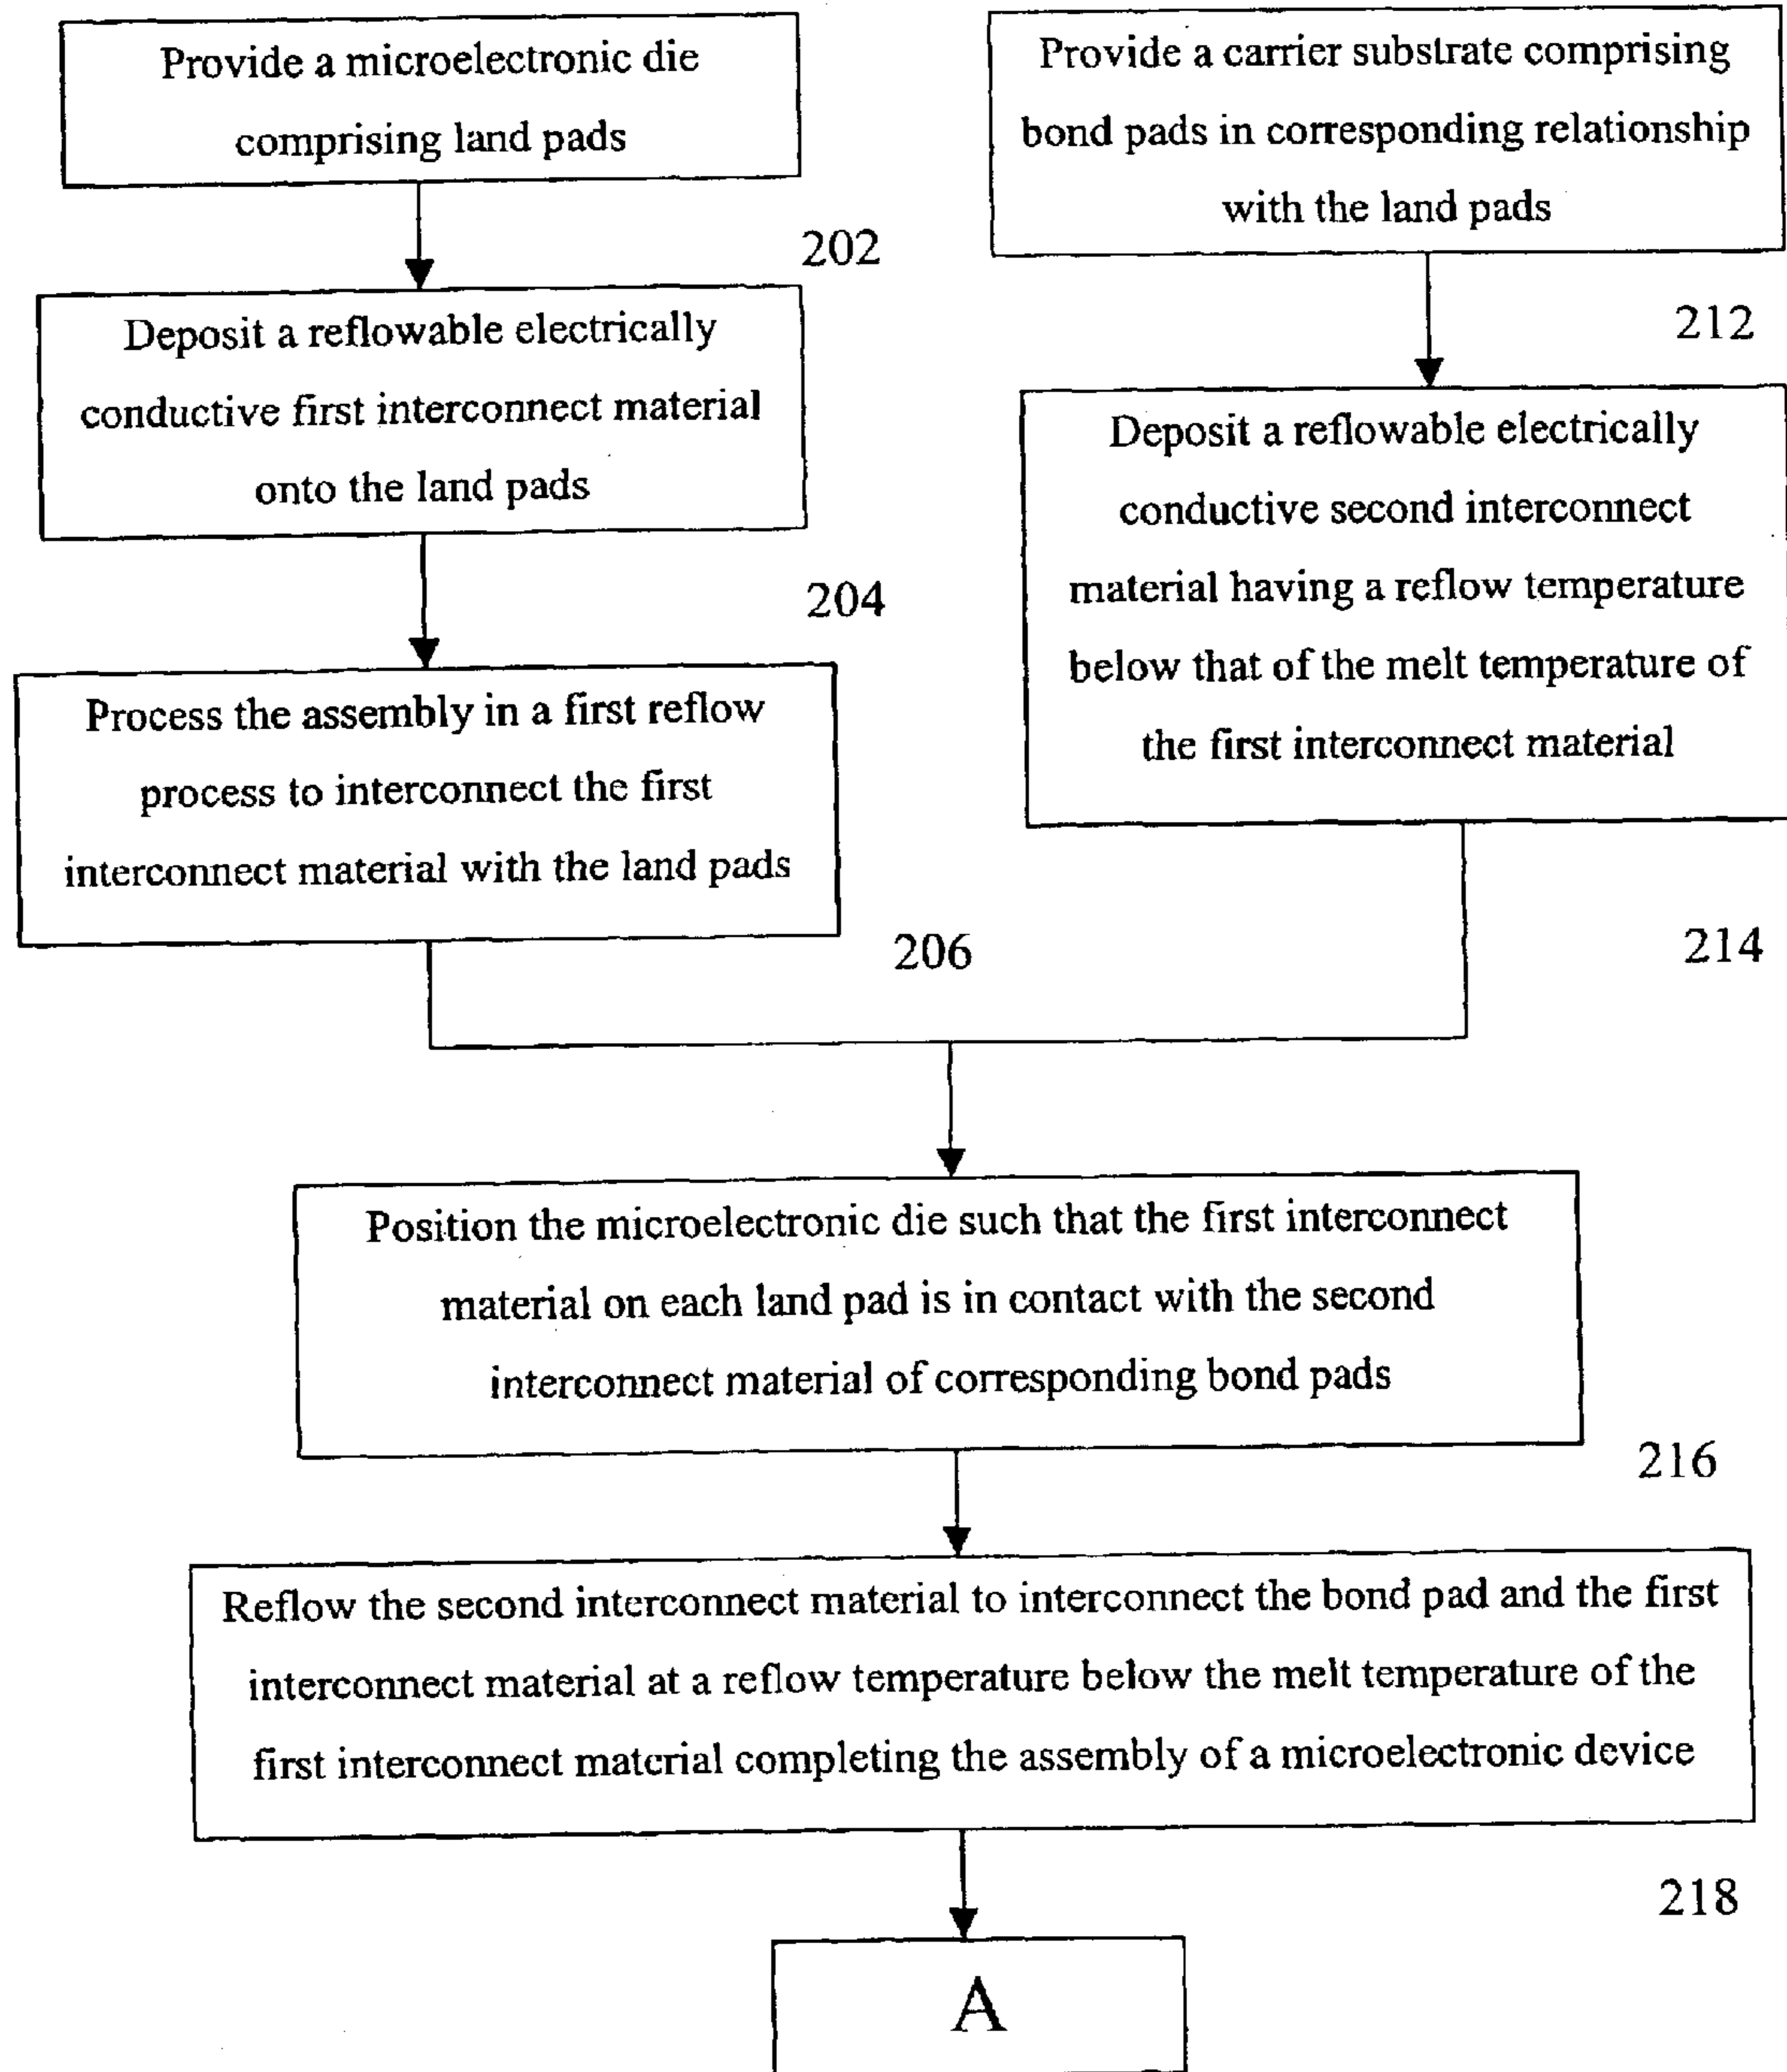 Provide a microelectronic die
comprising land pads
202
Deposit a reflowable electrically
conductive first interconnect material
onto the land pads
204
Process the assembly in a first reflow
process to interconnect the first
interconnect material with the land pads
206
Provide a carrier substrate comprising
bond pads in corresponding relationship
with the land pads
212
Deposit a reflowable electrically
conductive second interconnect
material having a reflow temperature
below that of the melt temperature of
the first interconnect material
214
Position the microelectronic die such that the first interconnect
material on each land pad is in contact with the second
interconnect material of corresponding bond pads
216
Reflow the second interconnect material to interconnect the bond pad and the first
interconnect material at a reflow temperature below the melt temperature of the
first interconnect material completing the assembly of a microelectronic device
218
A